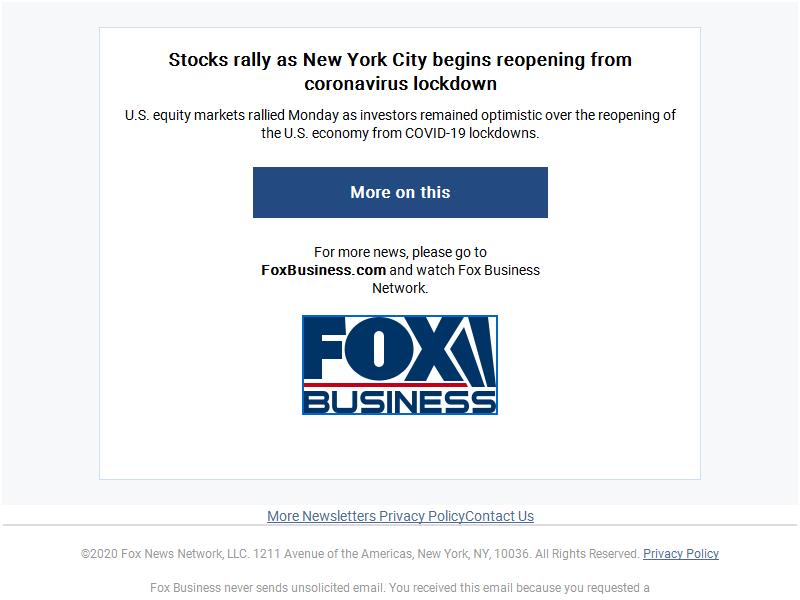 Stocks rally as New York City begins reopening from
coronavirus lockdown
U.S. equity markets rallied Monday as investors remained optimistic over the reopening of
the U.S. economy from COVID-19 lockdowns.
More on this
For more news, please go to
FoxBusiness.com and watch Fox Business
Network.
FOX
BUSINESS
More Newsletters Privacy PolicyContact Us
©2020 Fox News Network, LLC. 1211 Avenue of the Americas, New York, NY, 10036. All Rights Reserved. Privacy Policy
Fox Business never sends unsolicited email. You received this email because you requested a